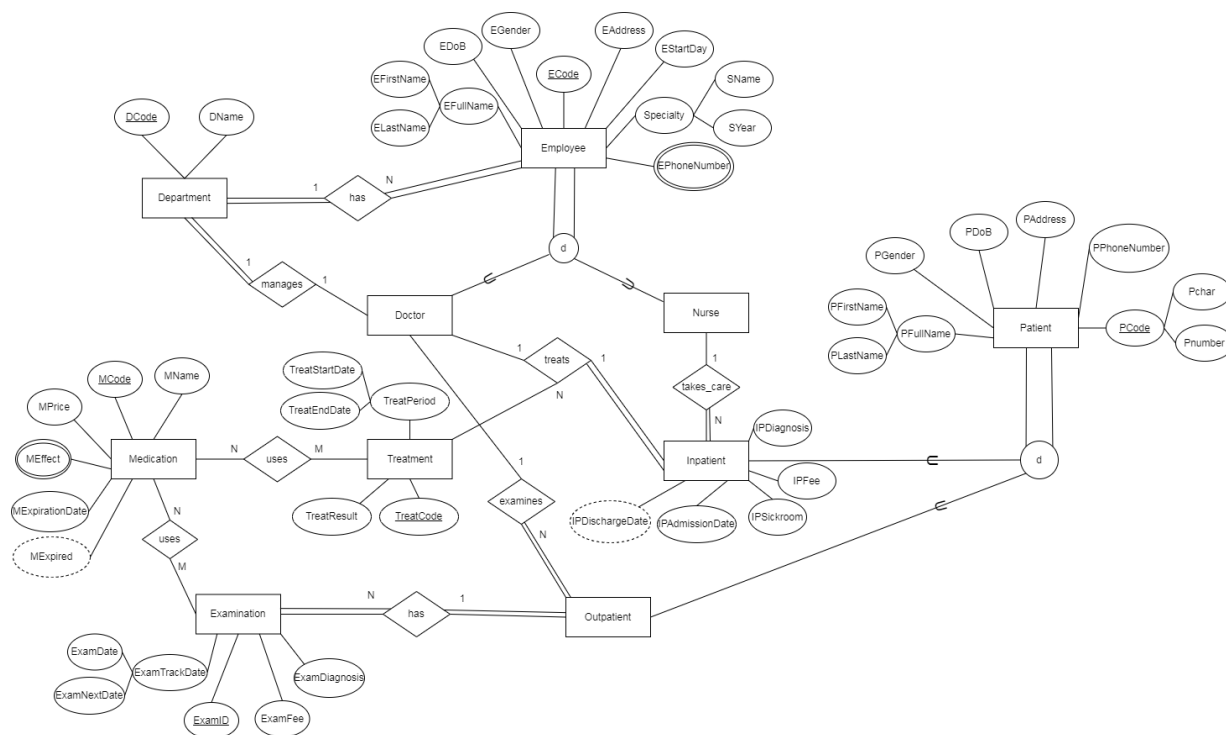 EGender
EAddress
EDoB
EStartDay
ECode
EFirstName
SName
EFullName
Specialty
DCode
DName
ELastName
SYear
Employee
EPhoneNumber
Department
1
has
N
PAddress
PDoB
PPhoneNumber
PGender
d
1
manages
1
Pchar
PFirstName
Doctor
Nurse
PFullName
Patient
PCode
Pnumber
PLastName
1
treats
1
1
TreatStartDate
MCode
MName
takes_care
TreatPeriod
N
MPrice
TreatEndDate
N
IPDiagnosis
MEffect
Medication
N
uses
M
Treatment
Inpatient
d
1
IPFee
MExpirationDate
examines
TreatResult
TreatCode
IPDischargeDate
IPAdmissionDate
IPSickroom
N
uses
N
MExpired
M
N
1
Examination
has
Outpatient
ExamDate
ExamTrackDate
ExamDiagnosis
ExamNextDate
ExamID
ExamFee